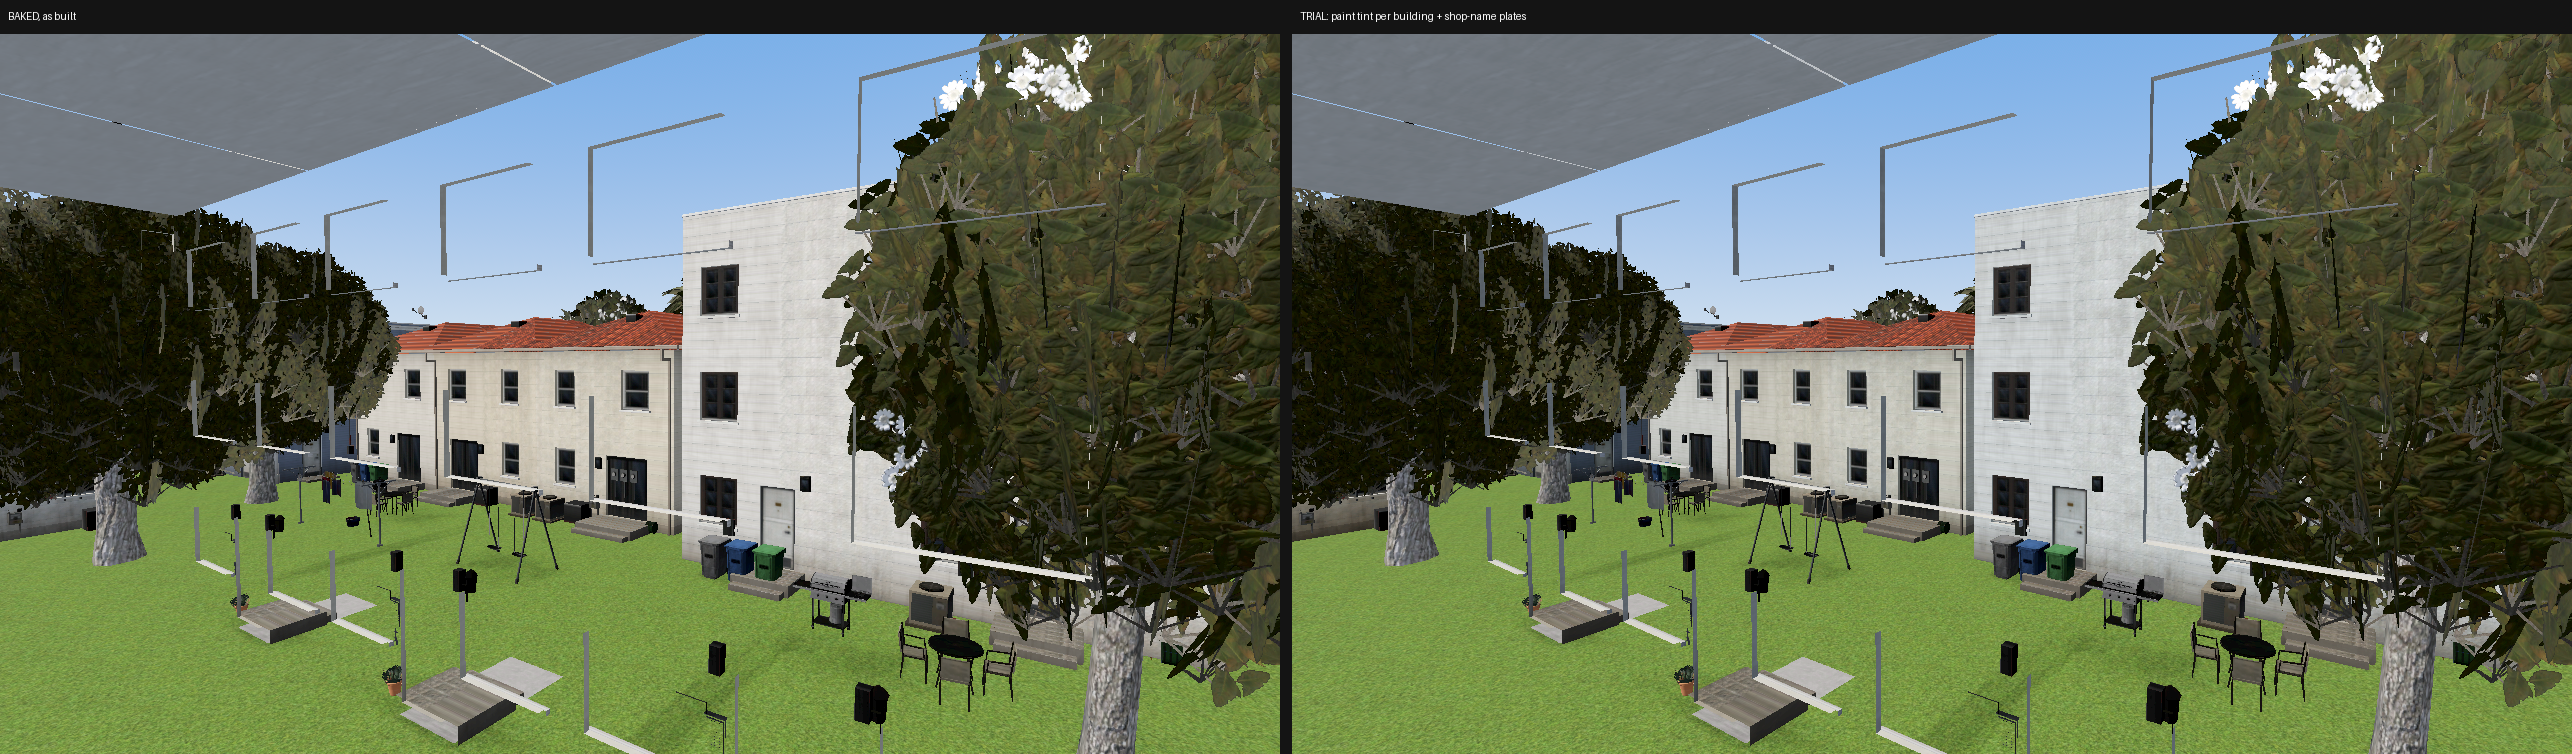 BAKED, as built
TRIAL: paint tint per building + shop-name plates